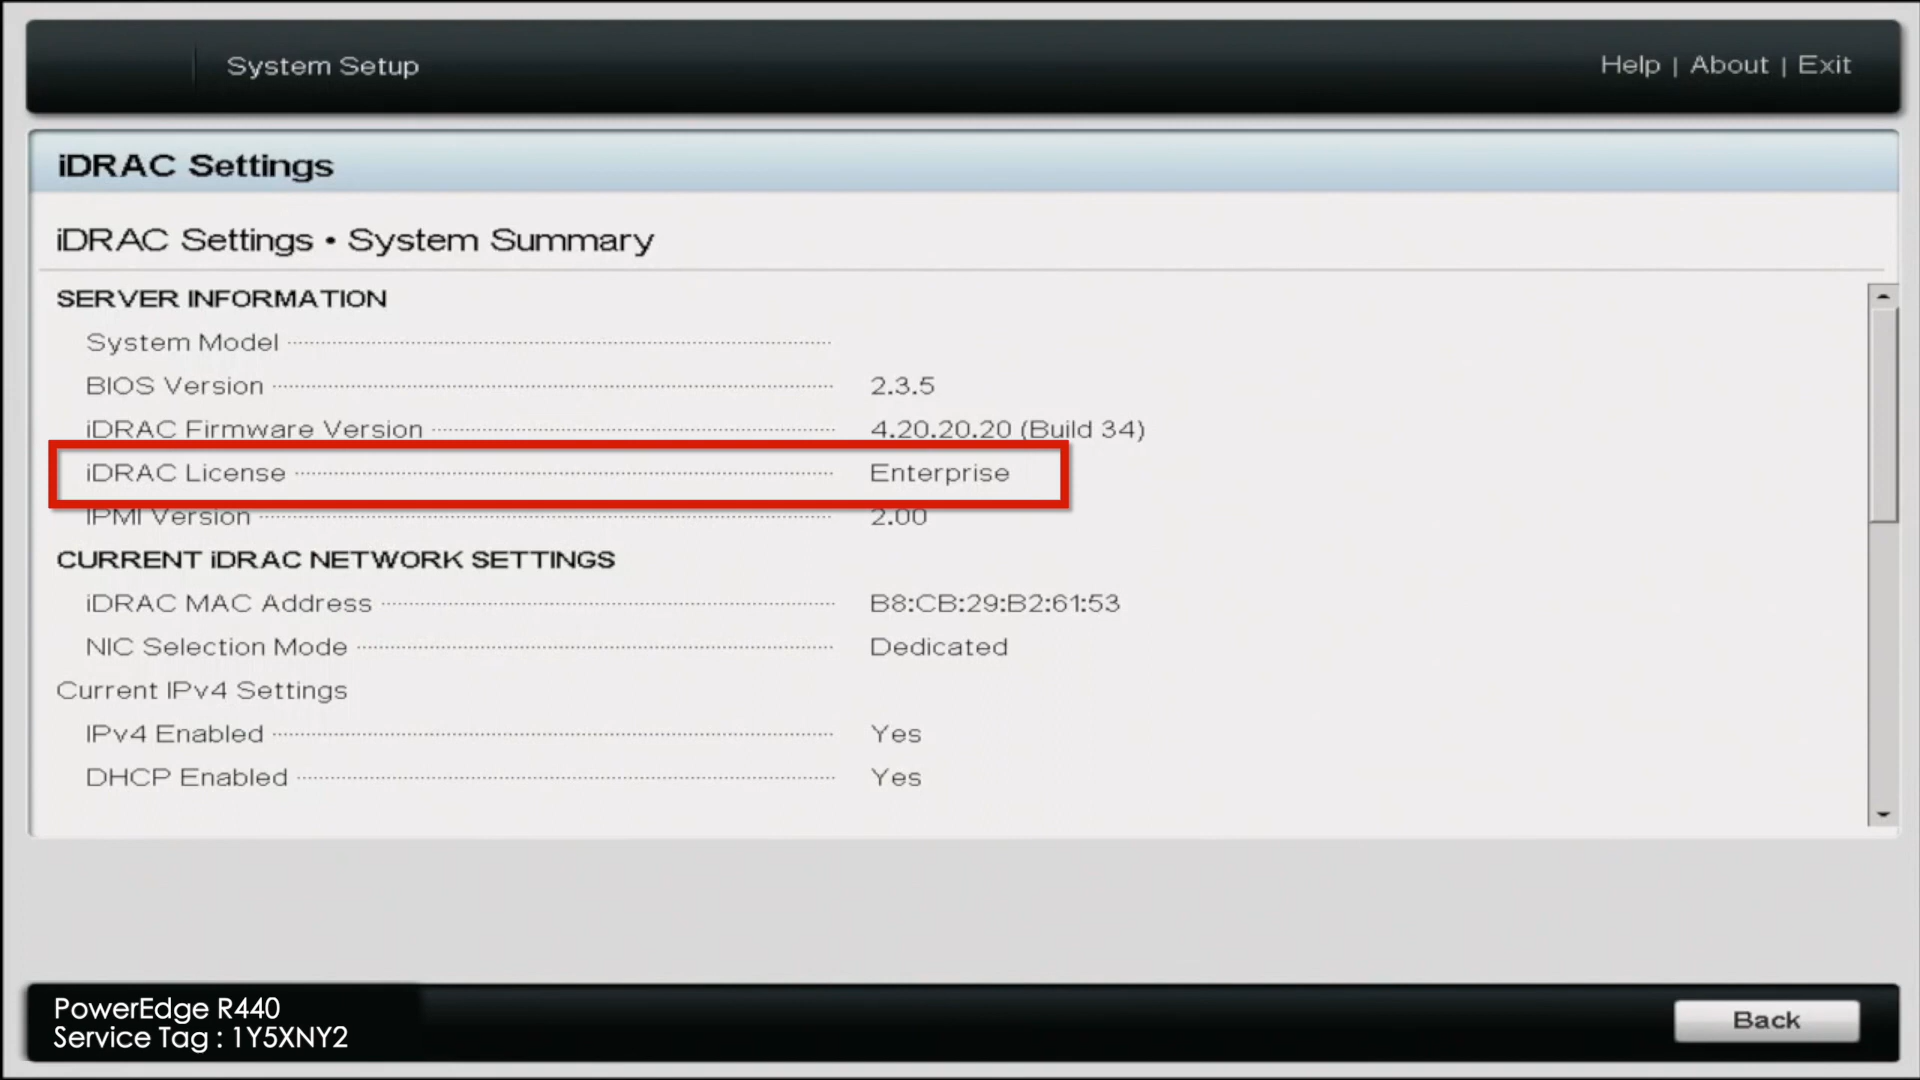 System Setup
Help | About | Exit
iDRAC Settings
iDRAC Settings • System Summary
SERVER INFORMATION
System Model
BIOS Version 2.3.5
iDRAC Firmware Version 4.20.20.20 (Build 34)
iDRAC License Enterprise
IPMI Version 2.00
CURRENT iDRAC NETWORK SETTINGS
iDRAC MAC Address B8:CB:29:B2:61:53
NIC Selection Mode Dedicated
Current IPv4 Settings
IPv4 Enabled Yes
DHCP Enabled Yes
PowerEdge R440
Service Tag : 1Y5XNY2
Back